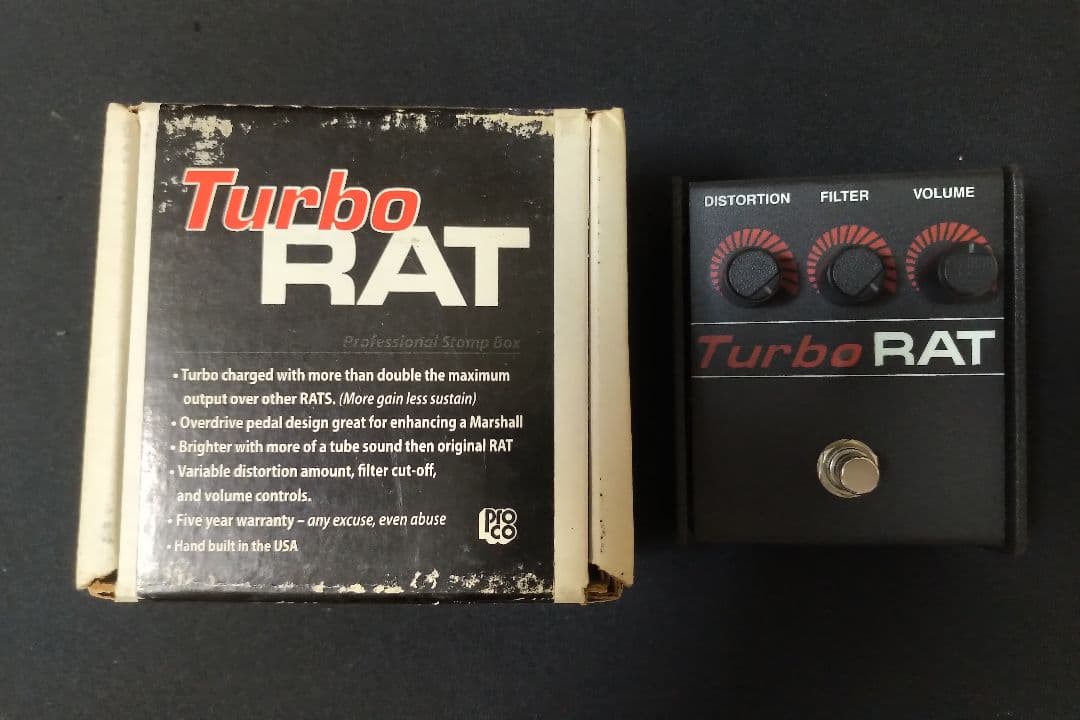 Turbo
RAT
Professional Stomp Box
• Turbo charged with more than double the maximum
output over other RATS. (More gain less sustain)
• Overdrive pedal design great for enhancing a Marshall
• Brighter with more of a tube sound then original RAT
• Variable distortion amount, filter cut-off,
and volume controls.
• Five year warranty – any excuse, even abuse
• Hand built in the USA
PRO
CO
DISTORTION FILTER VOLUME
Turbo RAT